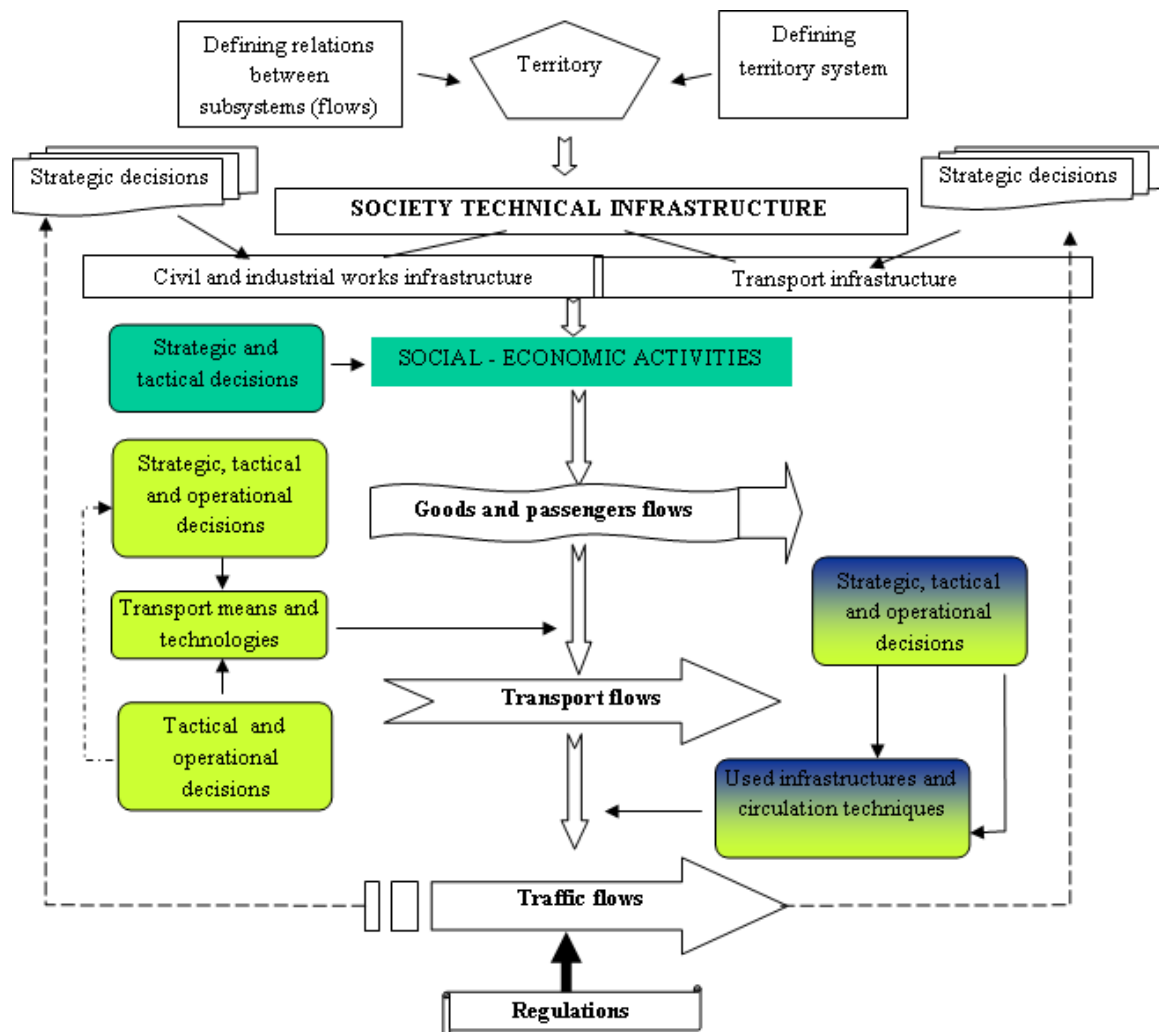 Defining relations
between
subsystems (flows)
Territory
Defining
territory system
Strategic decisions
Strategic decisions
SOCIETY TECHNICAL INFRASTRUCTURE
Civil and industrial works infrastructure
Transport infrastructure
Strategic and
tactical decisions
SOCIAL - ECONOMIC ACTIVITIES
Strategic, tactical
and operational
decisions
Goods and passengers flows
Transport means and
technologies
Strategic, tactical
and operational
decisions
Transport flows
Tactical and
operational
decisions
Used infrastructures and
circulation techniques
Traffic flows
Regulations